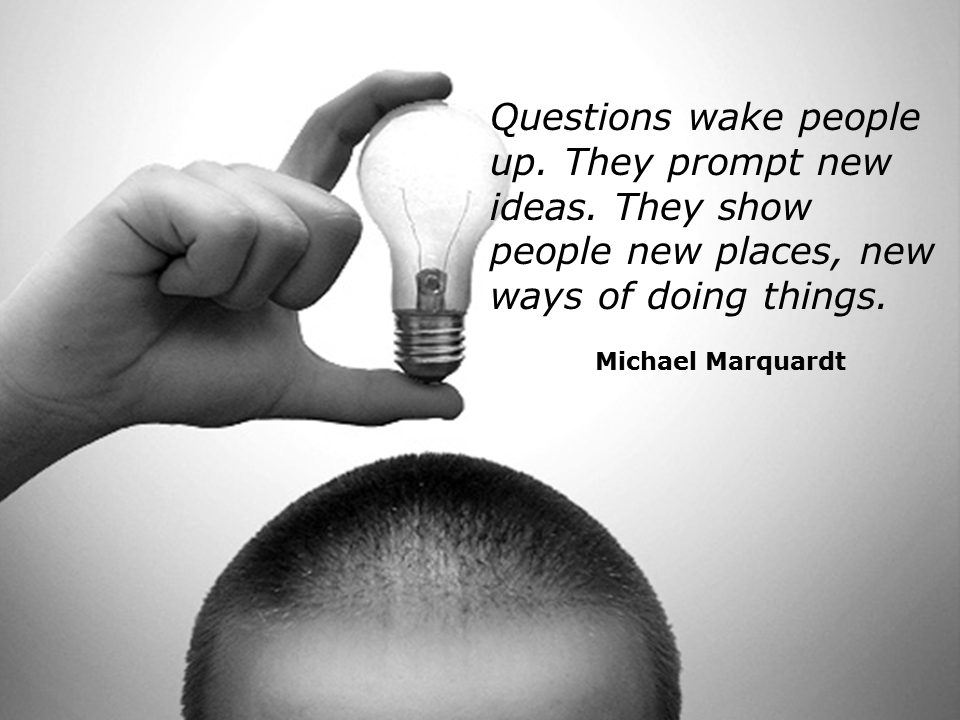 Questions wake people
up. They prompt new
ideas. They show
people new places, new
ways of doing things.
Michael Marquardt